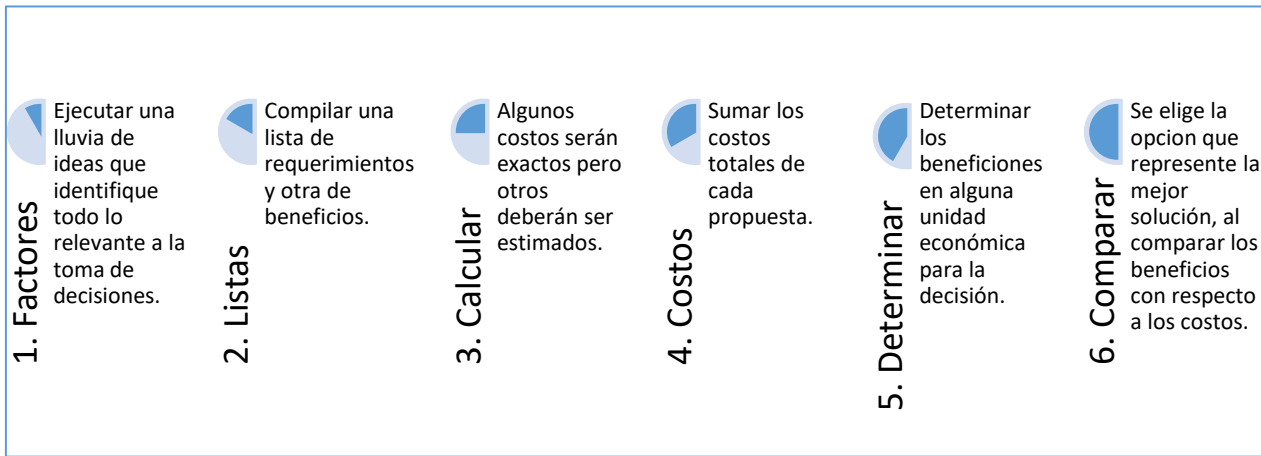 1. Factores
Ejecutar una
lluvia de
ideas que
identifique
todo lo
relevante a la
toma de
decisiones.
2. Listas
Compilar una
lista de
requerimientos
y otra de
beneficios.
3. Calcular
Algunos
costos serán
exactos pero
otros
deberán ser
estimados.
4. Costos
Sumar los
costos
totales de
cada
propuesta.
5. Determinar
Determinar
los
beneficiones
en alguna
unidad
económica
para la
decisión.
6. Comparar
Se elige la
opcion que
represente la
mejor
solución, al
comparar los
beneficios
con respecto
a los costos.